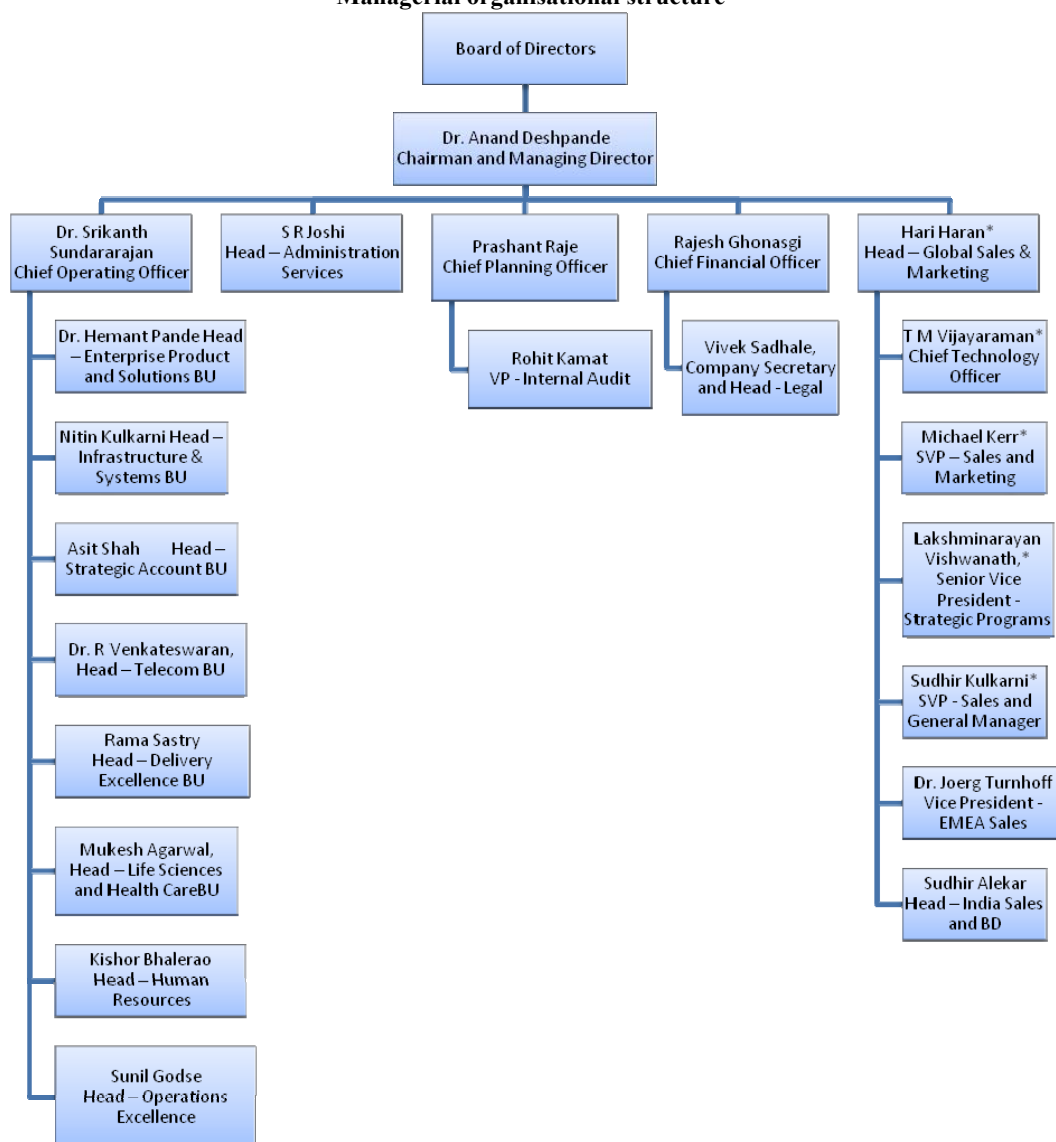 Managerial organisational structure
Board of Directors
Dr. Anand Deshpande
Chairman and Managing Director
Dr. Srikanth
Sundararajan
Chief Operating Officer
S R Joshi
Head – Administration
Services
Prashant Raje
Chief Planning Officer
Rajesh Ghonasgi
Chief Financial Officer
Hari Haran*
Head – Global Sales &
Marketing
Dr. Hemant Pande Head
– Enterprise Product
and Solutions BU
Nitin Kulkarni Head –
Infrastructure &
Systems BU
Asit Shah Head –
Strategic Account BU
Dr. R Venkateswaran,
Head – Telecom BU
Rama Sastry
Head – Delivery
Excellence BU
Mukesh Agarwal,
Head – Life Sciences
and Health CareBU
Kishor Bhalerao
Head – Human
Resources
Sunil Godse
Head – Operations
Excellence
Rohit Kamat
VP - Internal Audit
Vivek Sadhale,
Company Secretary
and Head - Legal
T M Vijayaraman*
Chief Technology
Officer
Michael Kerr*
SVP – Sales and
Marketing
Lakshminarayan
Vishwanath,*
Senior Vice
President -
Strategic Programs
Sudhir Kulkarni*
SVP - Sales and
General Manager
Dr. Joerg Turnhoff
Vice President -
EMEA Sales
Sudhir Alekar
Head – India Sales
and BD